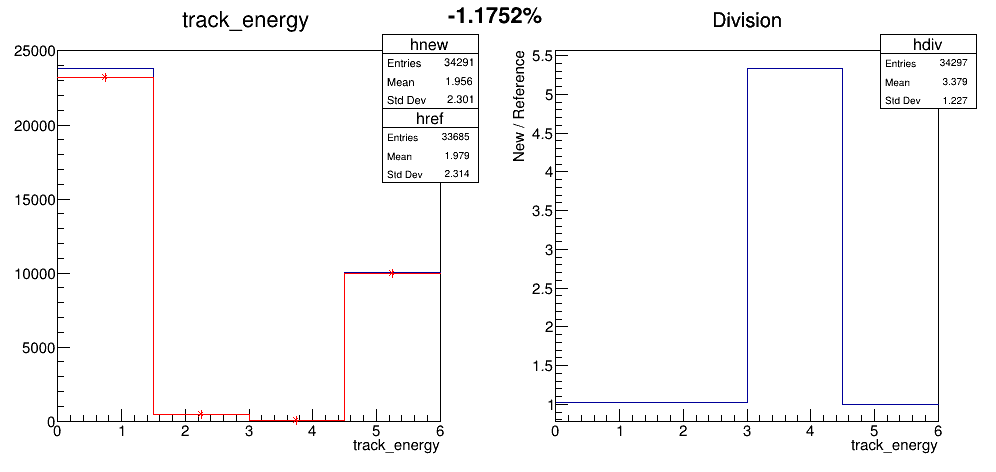 track_energy
-1.1752%
Division
hnew
Entries 34291
Mean 1.956
Std Dev 2.301
href
Entries 33685
Mean 1.979
Std Dev 2.314
25000
20000
15000
10000
5000
0
0 1 2 3 4 5 6
track_energy
hdiv
Entries 34297
Mean 3.379
Std Dev 1.227
New / Reference
5.5
5
4.5
4
3.5
3
2.5
2
1.5
1
0 1 2 3 4 5 6
track_energy